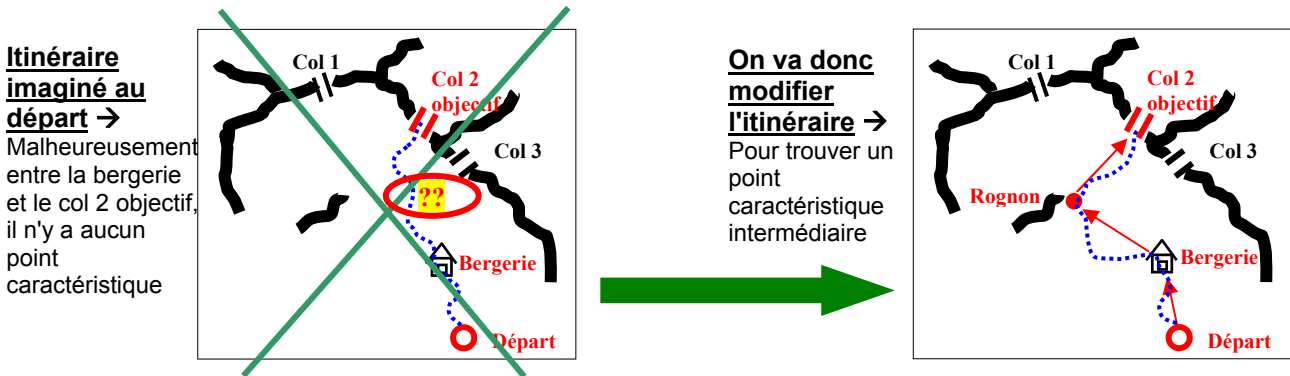 Itinéraire
imaginé au
départ →
Malheureusement
entre la bergerie
et le col 2 objectif,
il n'y a aucun
point
caractéristique
Col 1
Col 2
objectif
Col 3
??
Bergerie
Départ
On va donc
modifier
l'itinéraire →
Pour trouver un
point
caractéristique
intermédiaire
Col 1
Col 2
objectif
Col 3
Rognon
Bergerie
Départ